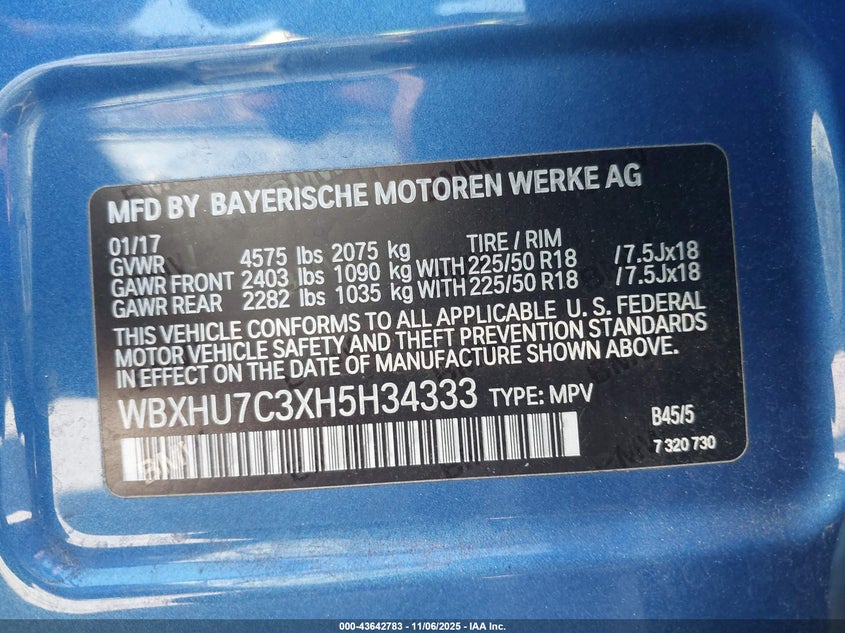 MFD BY BAYERISCHE MOTOREN WERKE AG
01/17 TIRE / RIM
GVWR 4575 lbs 2075 kg
GAWR FRONT 2403 lbs 1090 kg WITH 225/50 R18 /7.5Jx18
GAWR REAR 2282 lbs 1035 kg WITH 225/50 R18 /7.5Jx18
THIS VEHICLE CONFORMS TO ALL APPLICABLE U. S. FEDERAL
MOTOR VEHICLE SAFETY AND THEFT PREVENTION STANDARDS
IN EFFECT ON THE DATE OF MANUFACTURE SHOWN ABOVE.
WBXHU7C3XH5H34333 TYPE: MPV
B45/5
7 320 730
000-43642783 - 11/06/2025 - IAA Inc.